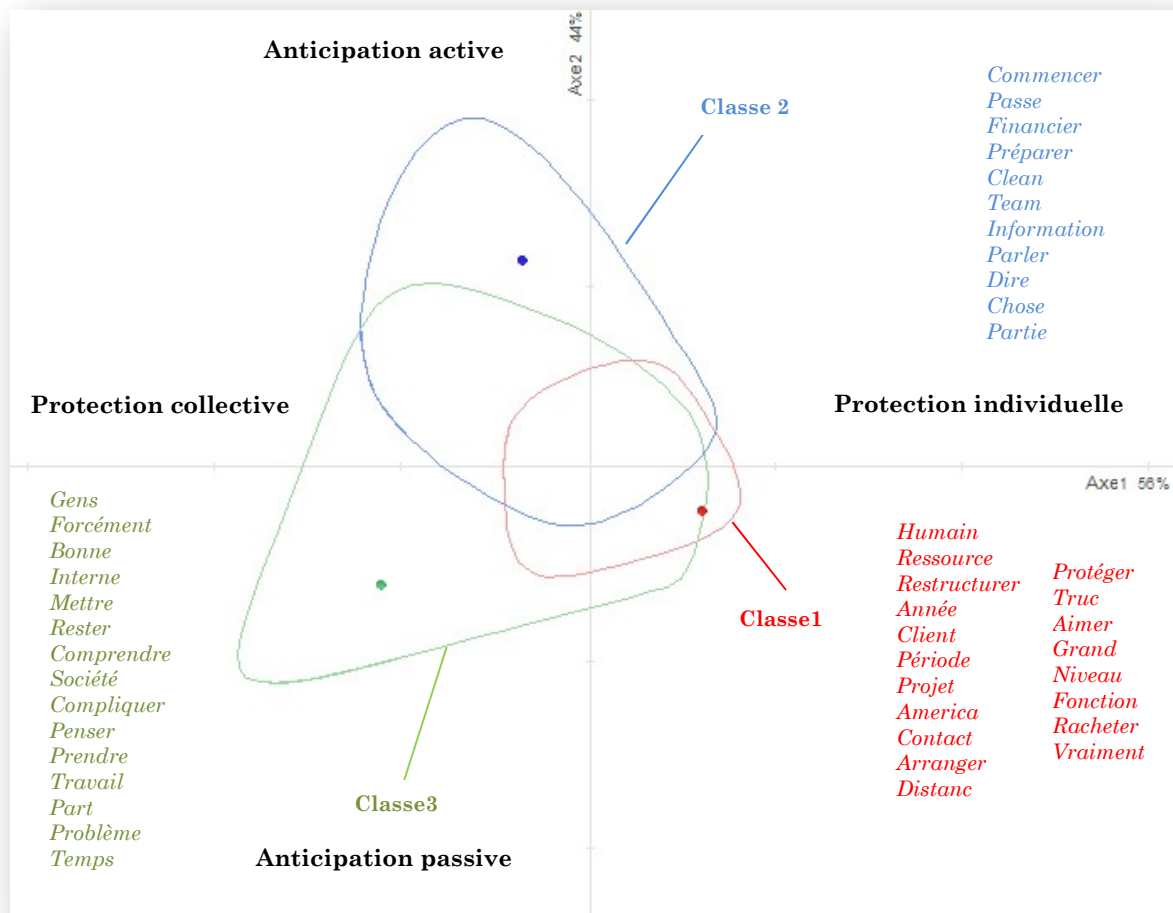 Anticipation active
Axe2 44%
Classe 2
Commencer
Passe
Financier
Préparer
Clean
Team
Information
Parler
Dire
Chose
Partie
Protection collective
Protection individuelle
Axe1 56%
Gens
Forcément
Bonne
Interne
Mettre
Rester
Comprendre
Société
Compliquer
Penser
Prendre
Travail
Part
Problème
Temps
Humain
Ressource
Restructurer
Année
Client
Période
Projet
America
Contact
Arranger
Distanc
Protéger
Truc
Aimer
Grand
Niveau
Fonction
Racheter
Vraiment
Classe1
Classe3
Anticipation passive